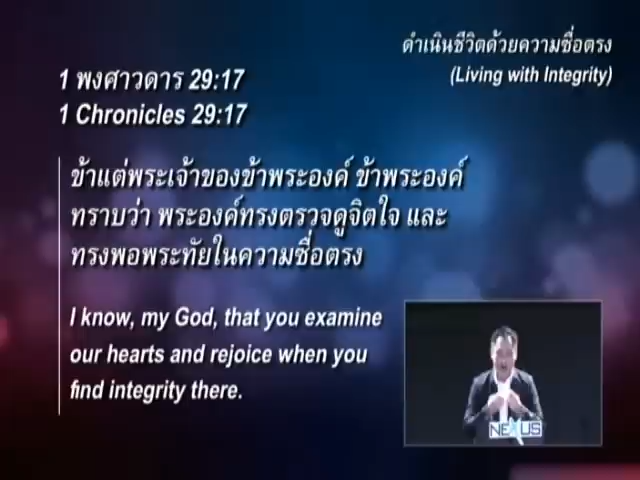 ดำเนินชีวิตด้วยความซื่อตรง
(Living with Integrity)
1 พงศาวดาร 29:17
1 Chronicles 29:17
ข้าแต่พระเจ้าของข้าพระองค์ ข้าพระองค์
ทราบว่า พระองค์ทรงตรวจดูจิตใจ และ
ทรงพอพระทัยในความซื่อตรง
I know, my God, that you examine
our hearts and rejoice when you
find integrity there.
NEXUS